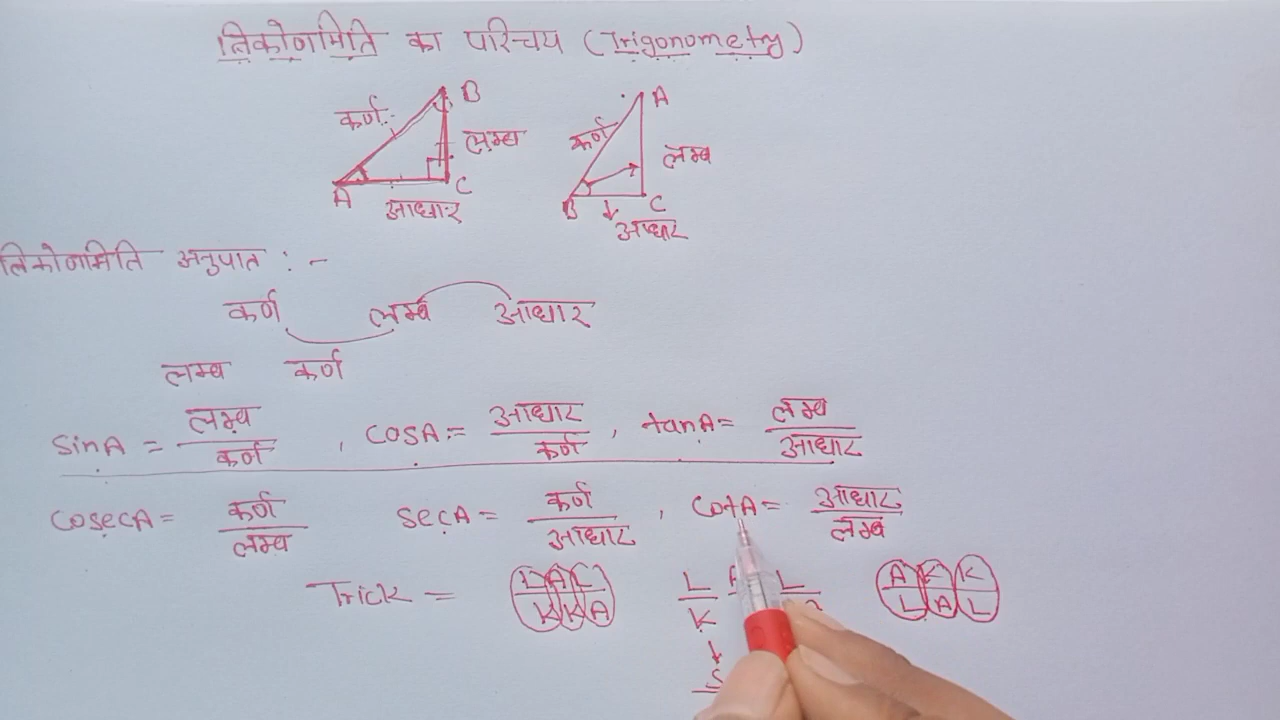 त्रिकोणमिति का परिचय (Trigonometry)
कर्ण B लम्ब A C आधार
A कर्ण लम्ब B C आधार
त्रिकोणमिति अनुपात : -
कर्ण लम्ब आधार
लम्ब कर्ण
sinA = लम्ब/कर्ण , cosA = आधार/कर्ण , tanA = लम्ब/आधार
cosecA = कर्ण/लम्ब secA = कर्ण/आधार , cotA = आधार/लम्ब
Trick = LAL/KKA L/K A L AKK/LAL